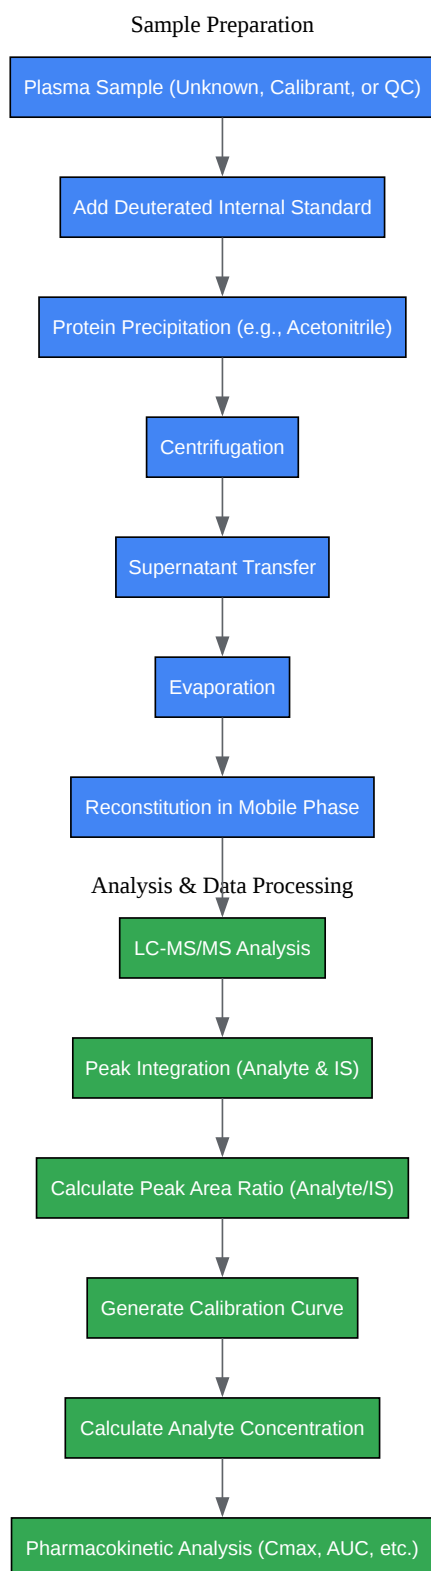 Sample Preparation
Plasma Sample (Unknown, Calibrant, or QC)
Add Deuterated Internal Standard
Protein Precipitation (e.g., Acetonitrile)
Centrifugation
Supernatant Transfer
Evaporation
Reconstitution in Mobile Phase
Analysis & Data Processing
LC-MS/MS Analysis
Peak Integration (Analyte & IS)
Calculate Peak Area Ratio (Analyte/IS)
Generate Calibration Curve
Calculate Analyte Concentration
Pharmacokinetic Analysis (Cmax, AUC, etc.)